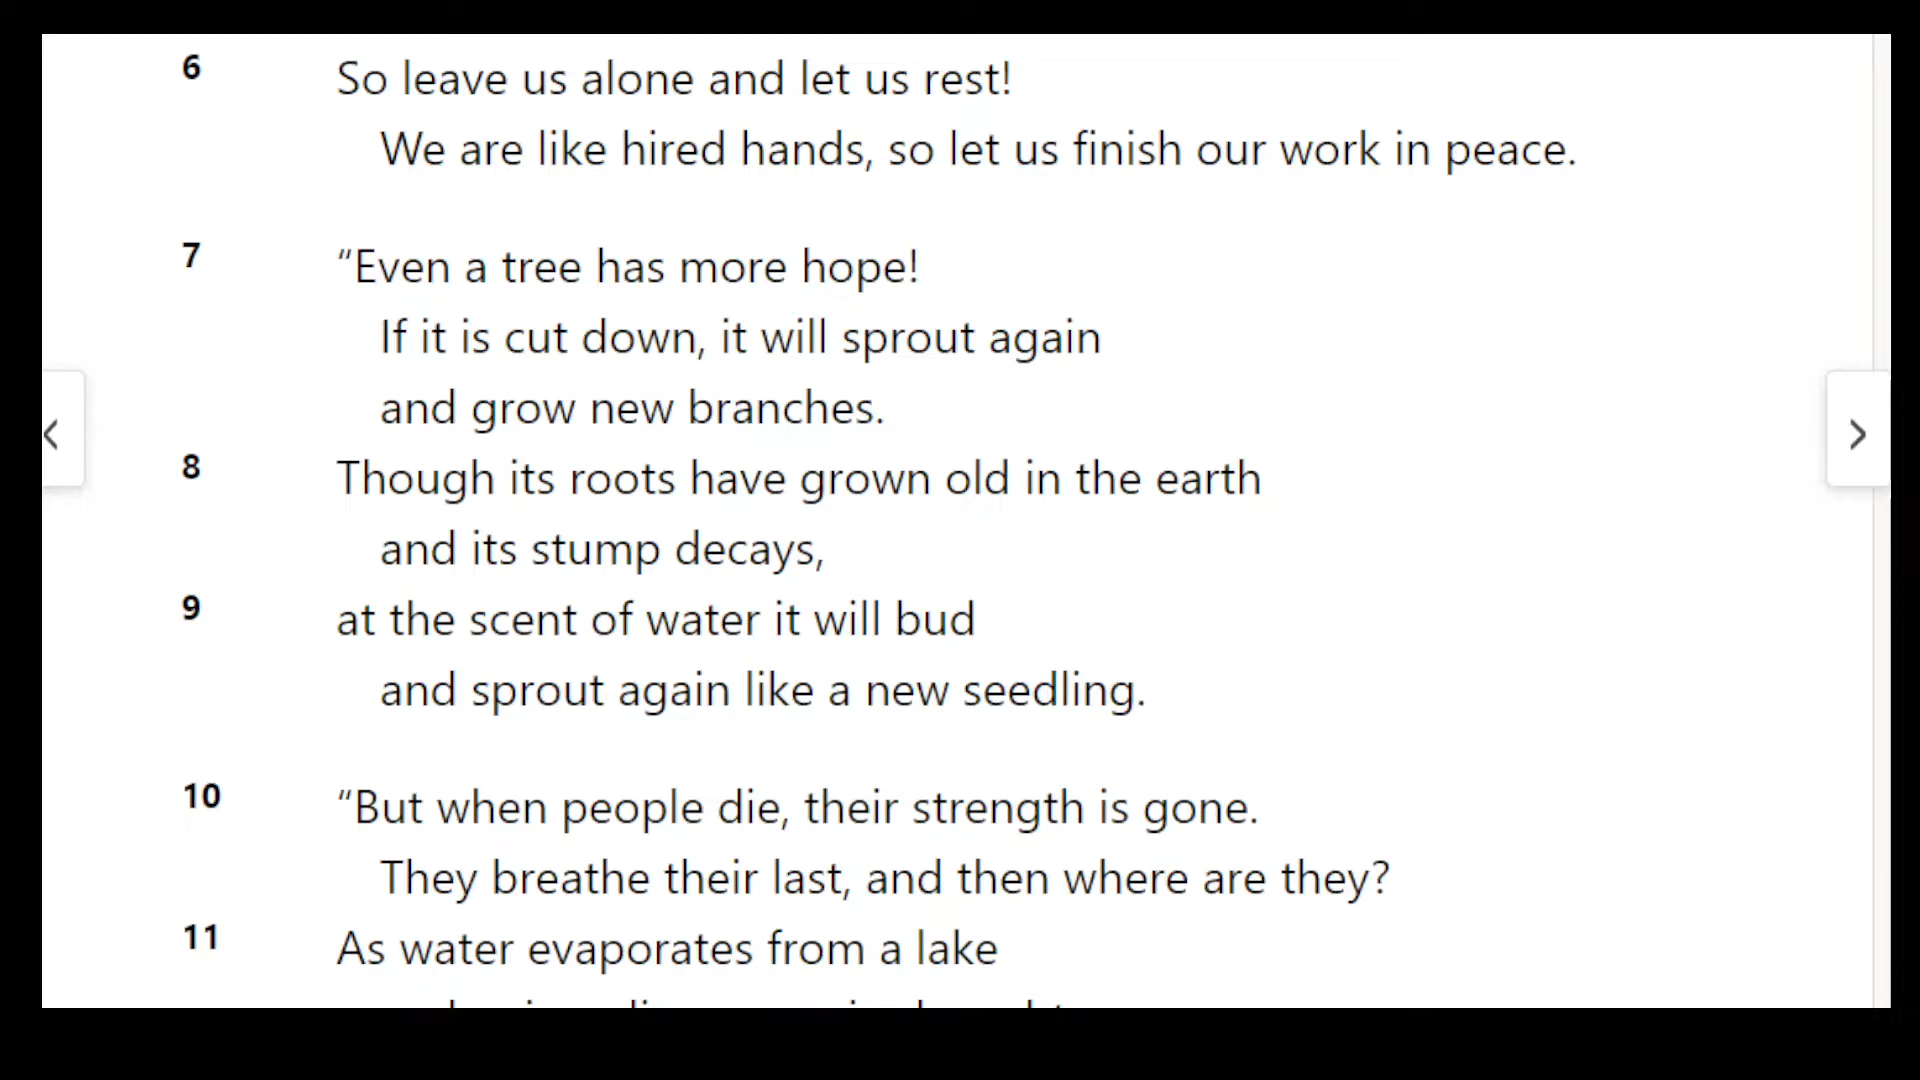 6 So leave us alone and let us rest!
We are like hired hands, so let us finish our work in peace.
7 “Even a tree has more hope!
If it is cut down, it will sprout again
and grow new branches.
8 Though its roots have grown old in the earth
and its stump decays,
9 at the scent of water it will bud
and sprout again like a new seedling.
10 “But when people die, their strength is gone.
They breathe their last, and then where are they?
11 As water evaporates from a lake